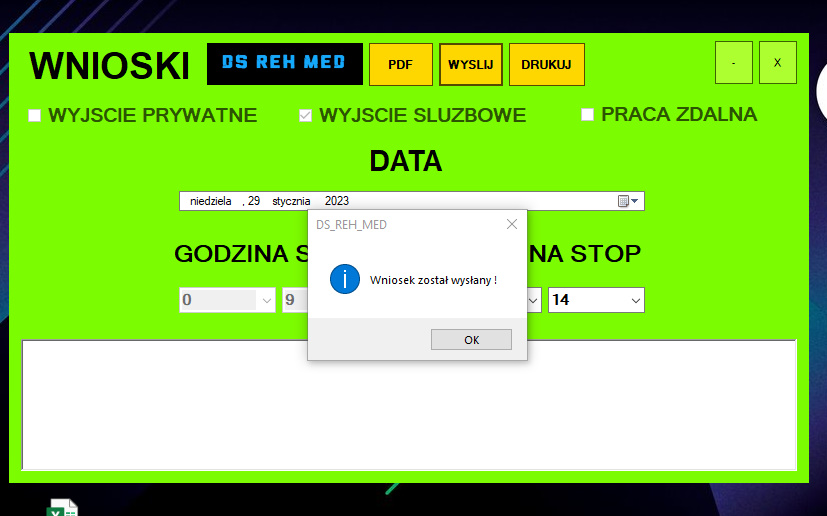 WNIOSKI DS REH MED PDF WYSLIJ DRUKUJ - X
WYJSCIE PRYWATNE WYJSCIE SLUZBOWE PRACA ZDALNA
DATA
niedziela , 29 stycznia 2023
DS_REH_MED
GODZINA S NA STOP
Wniosek został wysłany !
0 9 14
OK